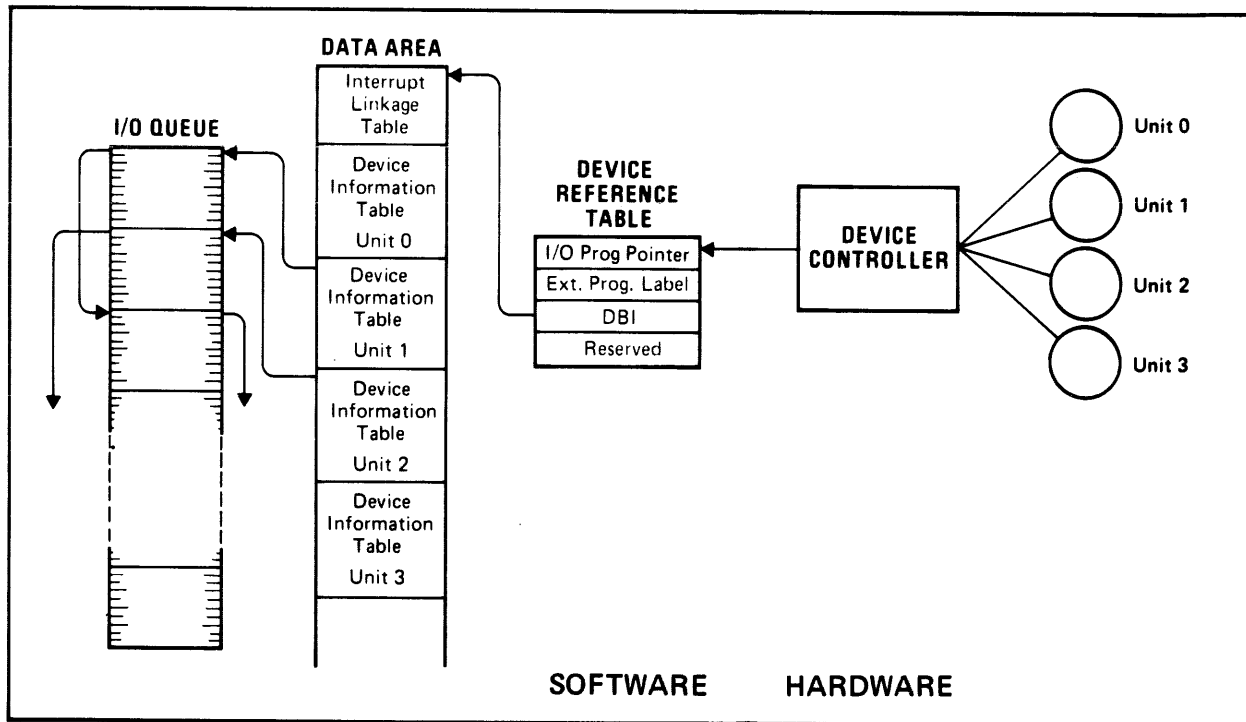 DATA AREA
Interrupt
Linkage
Table
Device
Information
Table
Unit 0
Device
Information
Table
Unit 1
Device
Information
Table
Unit 2
Device
Information
Table
Unit 3
I/O QUEUE
DEVICE
REFERENCE
TABLE
I/O Prog Pointer
Ext. Prog. Label
DBI
Reserved
DEVICE
CONTROLLER
Unit 0
Unit 1
Unit 2
Unit 3
SOFTWARE
HARDWARE